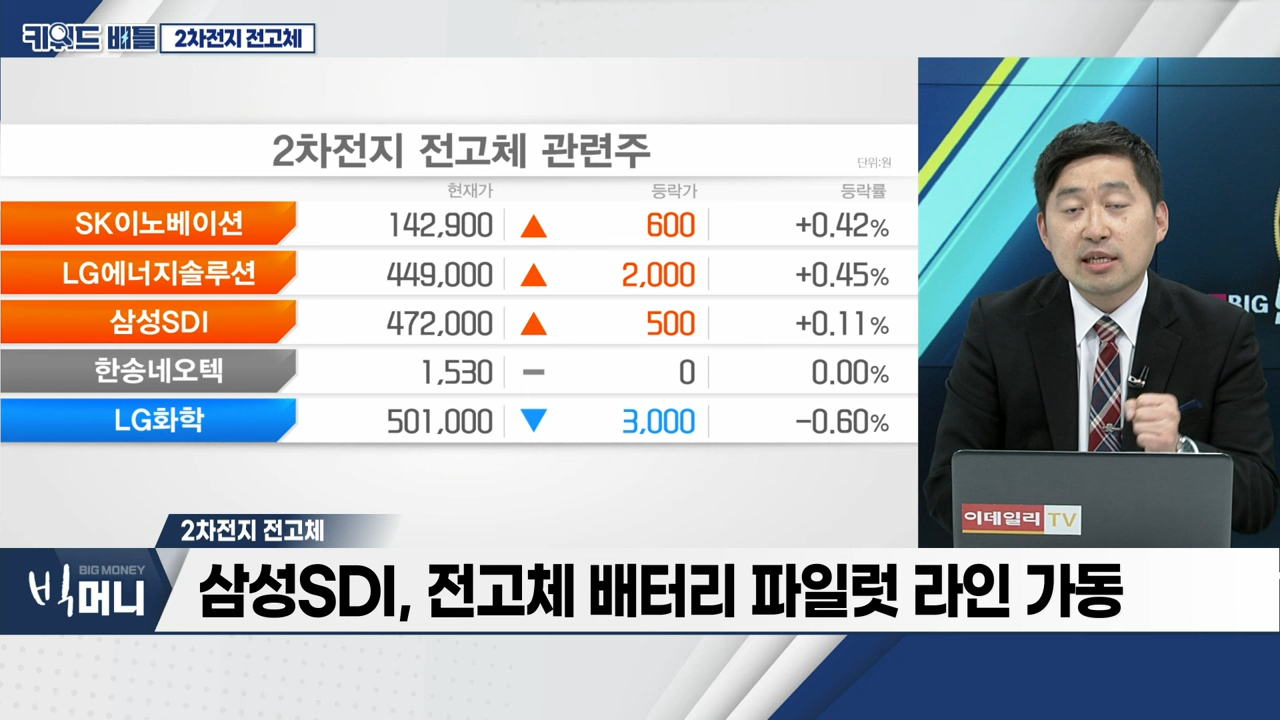 키워드 배틀 2차전지 전고체
2차전지 전고체 관련주
단위:원
현재가 등락가 등락률
SK이노베이션 142,900 ▲ 600 +0.42%
LG에너지솔루션 449,000 ▲ 2,000 +0.45%
삼성SDI 472,000 ▲ 500 +0.11%
한송네오텍 1,530 – 0 0.00%
LG화학 501,000 ▼ 3,000 −0.60%
BIG
이데일리TV
2차전지 전고체
BIG MONEY
빅머니
삼성SDI, 전고체 배터리 파일럿 라인 가동